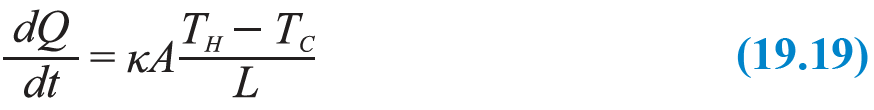 dQ/dt = κA (T_H − T_C)/L (19.19)